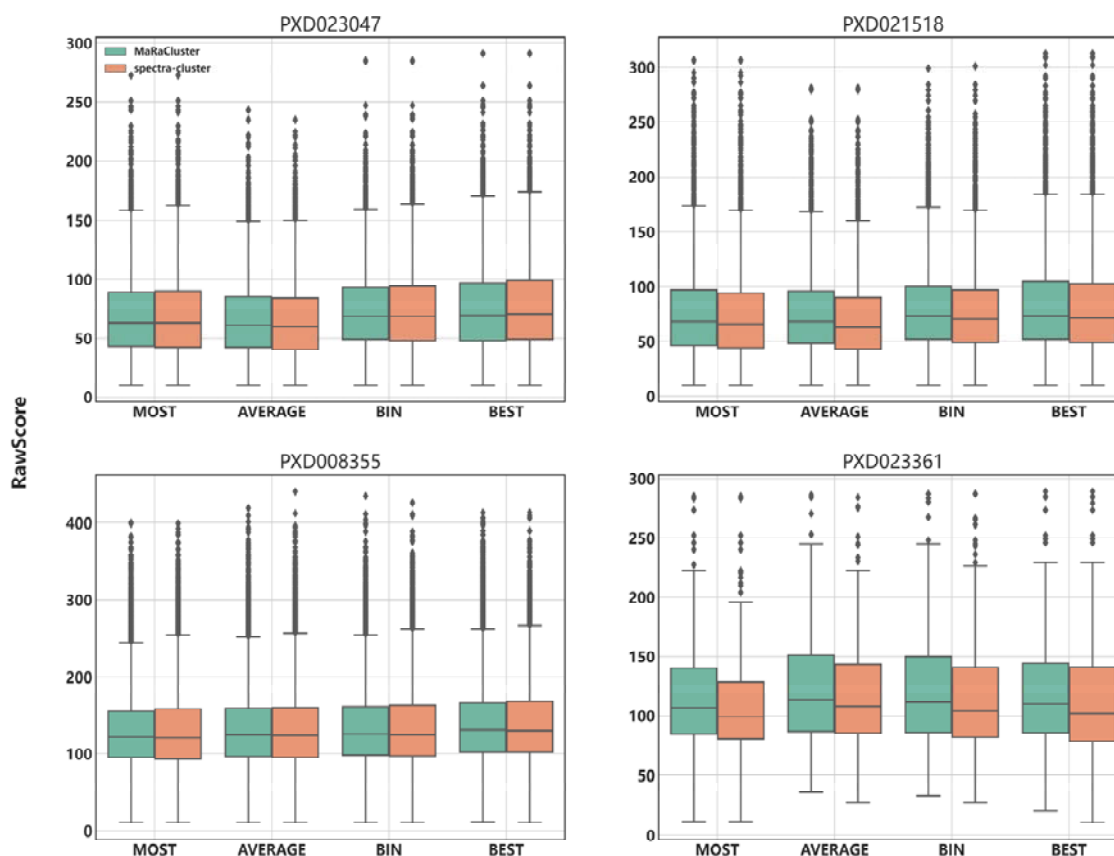 PXD023047
300
250
200
150
100
50
0
MaRaCluster
spectra-cluster
MOST AVERAGE BIN BEST
PXD021518
300
250
200
150
100
50
0
MOST AVERAGE BIN BEST
RawScore
PXD008355
400
300
200
100
0
MOST AVERAGE BIN BEST
PXD023361
300
250
200
150
100
50
0
MOST AVERAGE BIN BEST